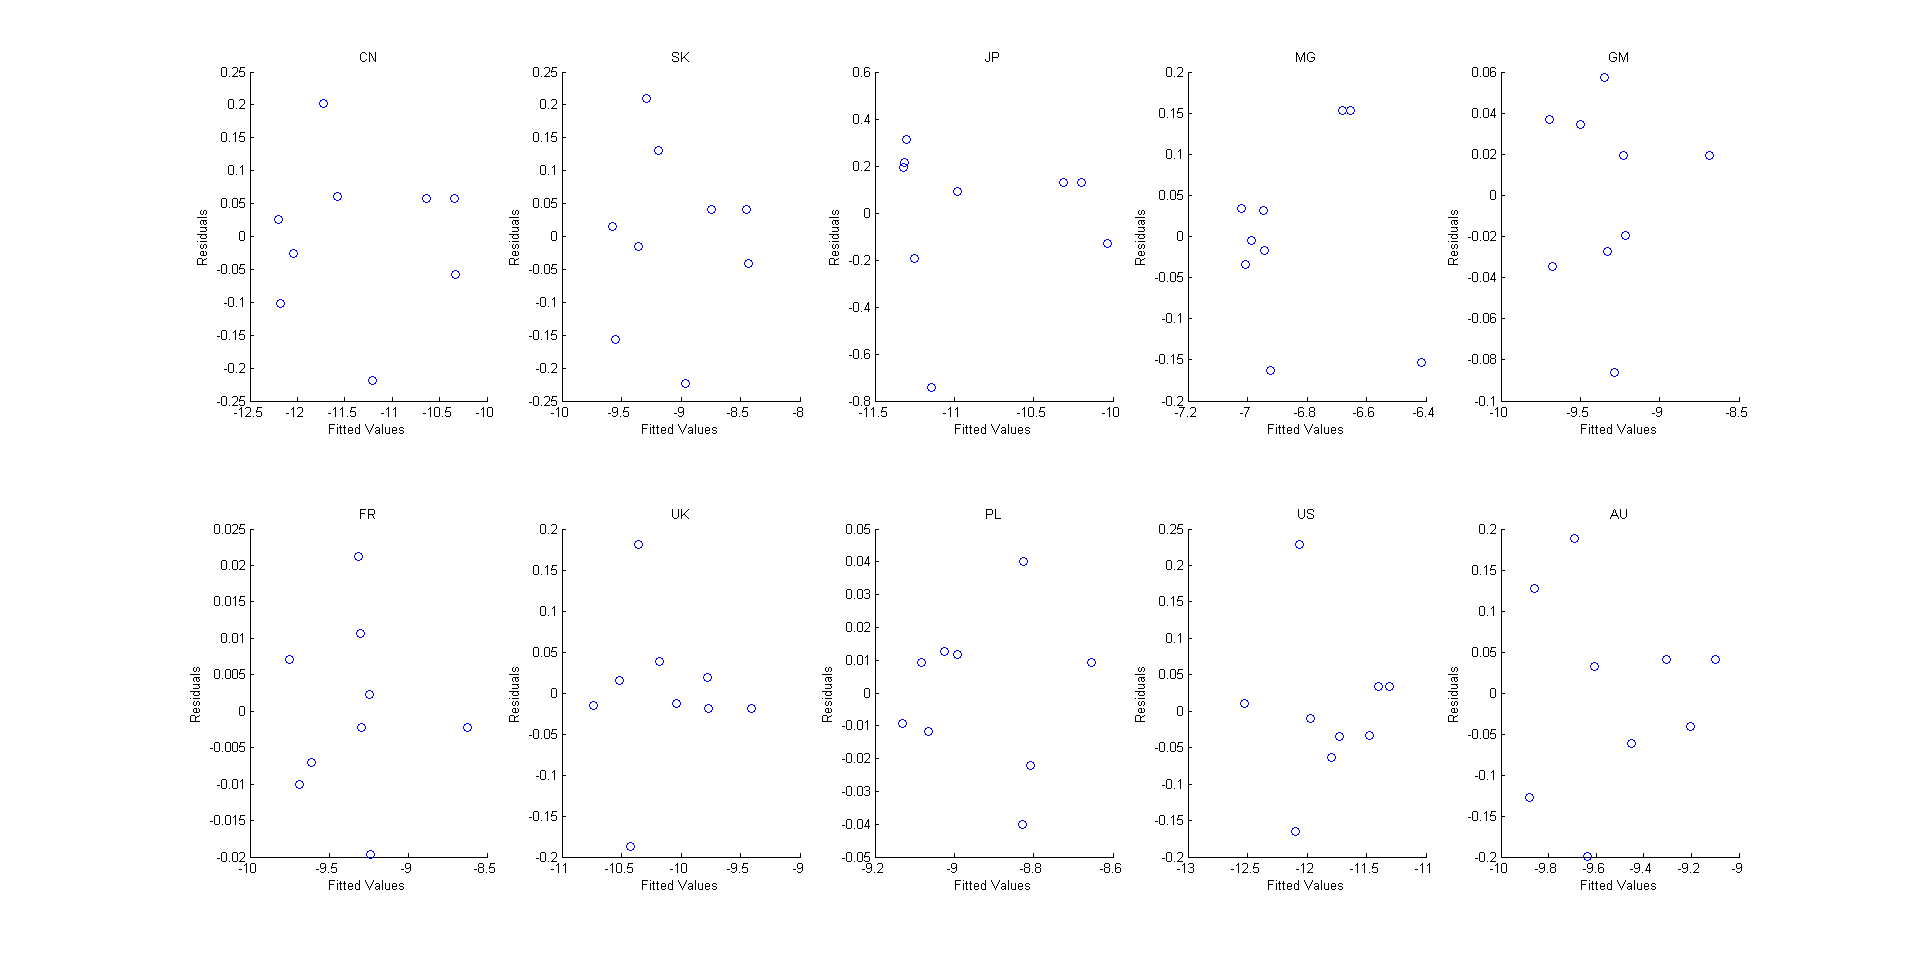 CN
0.25
0.2
0.15
0.1
0.05
0
-0.05
-0.1
-0.15
-0.2
-0.25
Residuals
-12.5 -12 -11.5 -11 -10.5 -10
Fitted Values
SK
0.25
0.2
0.15
0.1
0.05
0
-0.05
-0.1
-0.15
-0.2
-0.25
Residuals
-10 -9.5 -9 -8.5 -8
Fitted Values
JP
0.6
0.4
0.2
0
-0.2
-0.4
-0.6
-0.8
Residuals
-11.5 -11 -10.5 -10
Fitted Values
MG
0.2
0.15
0.1
0.05
0
-0.05
-0.1
-0.15
-0.2
Residuals
-7.2 -7 -6.8 -6.6 -6.4
Fitted Values
GM
0.06
0.04
0.02
0
-0.02
-0.04
-0.06
-0.08
-0.1
Residuals
-10 -9.5 -9 -8.5
Fitted Values
FR
0.025
0.02
0.015
0.01
0.005
0
-0.005
-0.01
-0.015
-0.02
Residuals
-10 -9.5 -9 -8.5
Fitted Values
UK
0.2
0.15
0.1
0.05
0
-0.05
-0.1
-0.15
-0.2
Residuals
-11 -10.5 -10 -9.5 -9
Fitted Values
PL
0.05
0.04
0.03
0.02
0.01
0
-0.01
-0.02
-0.03
-0.04
-0.05
Residuals
-9.2 -9 -8.8 -8.6
Fitted Values
US
0.25
0.2
0.15
0.1
0.05
0
-0.05
-0.1
-0.15
-0.2
Residuals
-13 -12.5 -12 -11.5 -11
Fitted Values
AU
0.2
0.15
0.1
0.05
0
-0.05
-0.1
-0.15
-0.2
Residuals
-10 -9.8 -9.6 -9.4 -9.2 -9
Fitted Values